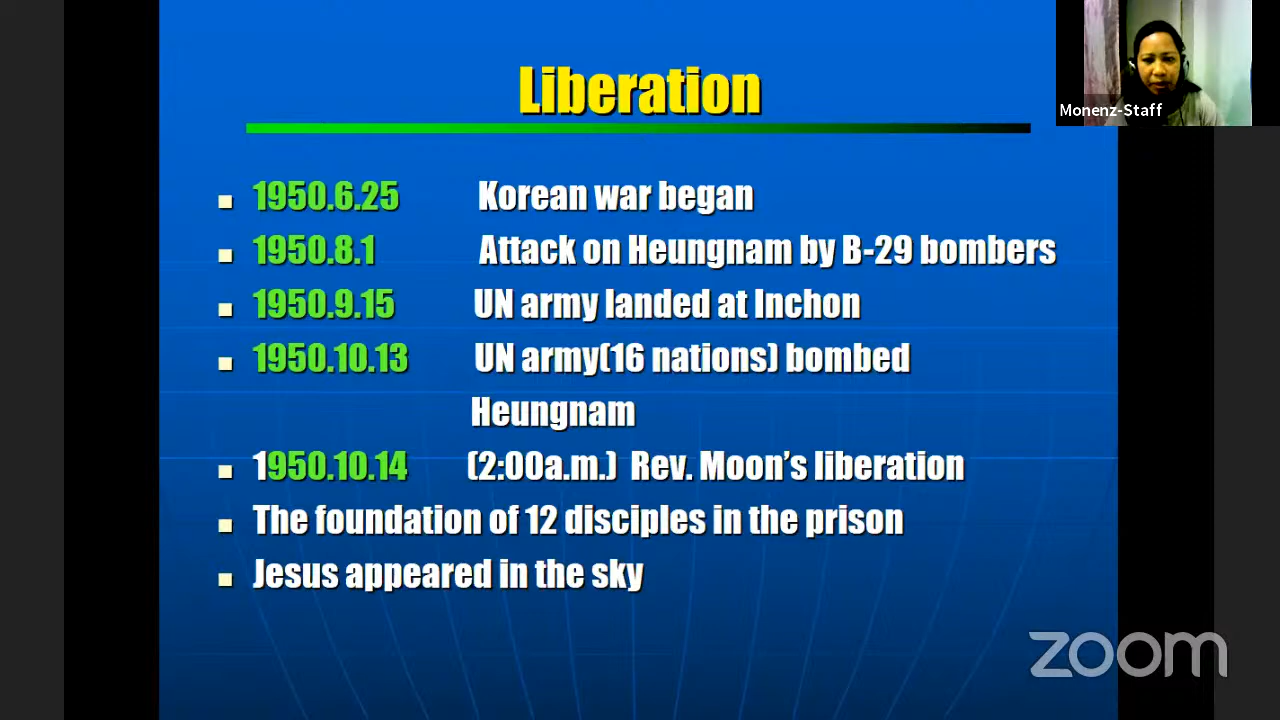 Liberation
Monenz-Staff
1950.6.25 Korean war began
1950.8.1 Attack on Heungnam by B-29 bombers
1950.9.15 UN army landed at Inchon
1950.10.13 UN army(16 nations) bombed
Heungnam
1950.10.14 (2:00a.m.) Rev. Moon's liberation
The foundation of 12 disciples in the prison
Jesus appeared in the sky
zoom